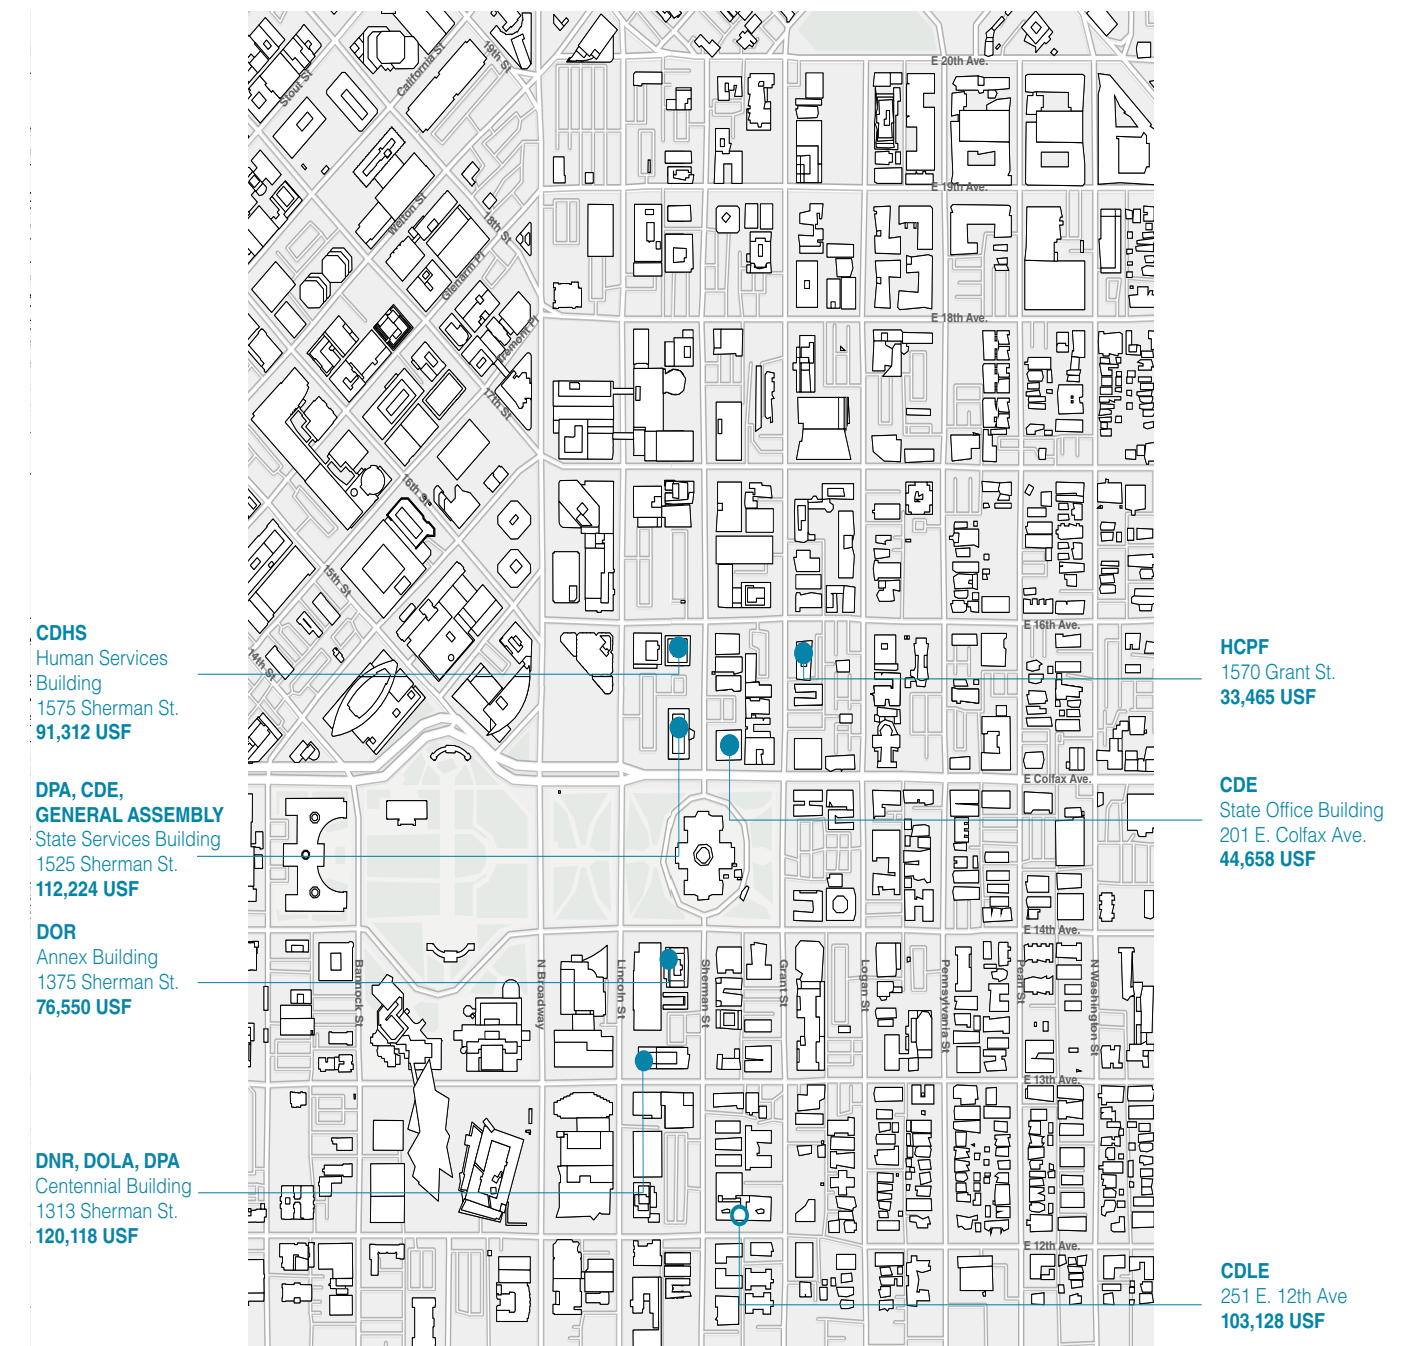 CDHS
Human Services
Building
1575 Sherman St.
91,312 USF
DPA, CDE,
GENERAL ASSEMBLY
State Services Building
1525 Sherman St.
112,224 USF
DOR
Annex Building
1375 Sherman St.
76,550 USF
DNR, DOLA, DPA
Centennial Building
1313 Sherman St.
120,118 USF
Stout St
California St
19th St
Welton St
18th St
Glenarm Pl
Tremont Pl
17th St
16th St
15th St
14th St
E 20th Ave.
E 19th Ave.
E 18th Ave.
E 16th Ave.
E Colfax Ave.
E 14th Ave.
Bannock St
N Broadway
Lincoln St
Sherman St
Grant St
Logan St
Pennsylvania St
Pearl St
N Washington St
E 13th Ave.
E 12th Ave.
HCPF
1570 Grant St.
33,465 USF
CDE
State Office Building
201 E. Colfax Ave.
44,658 USF
CDLE
251 E. 12th Ave
103,128 USF